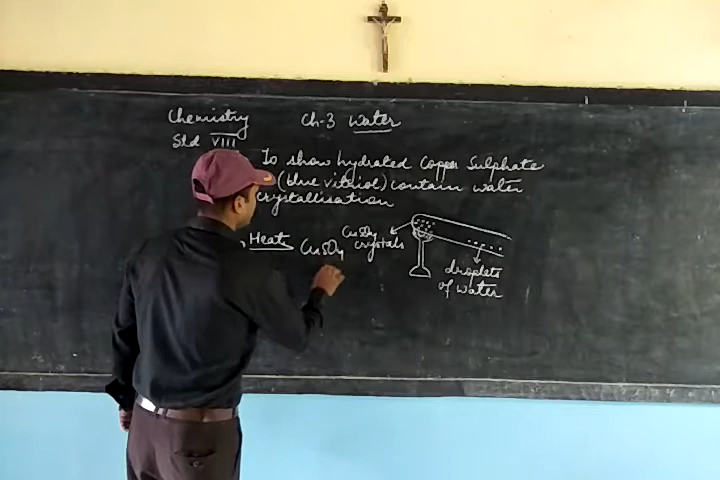 Chemistry Ch-3 Water
Std VIII
To show hydrated Copper Sulphate
(blue vitriol) contain water
crystallisation
Heat CuSO4
CuSO4
crystals
droplets
of water